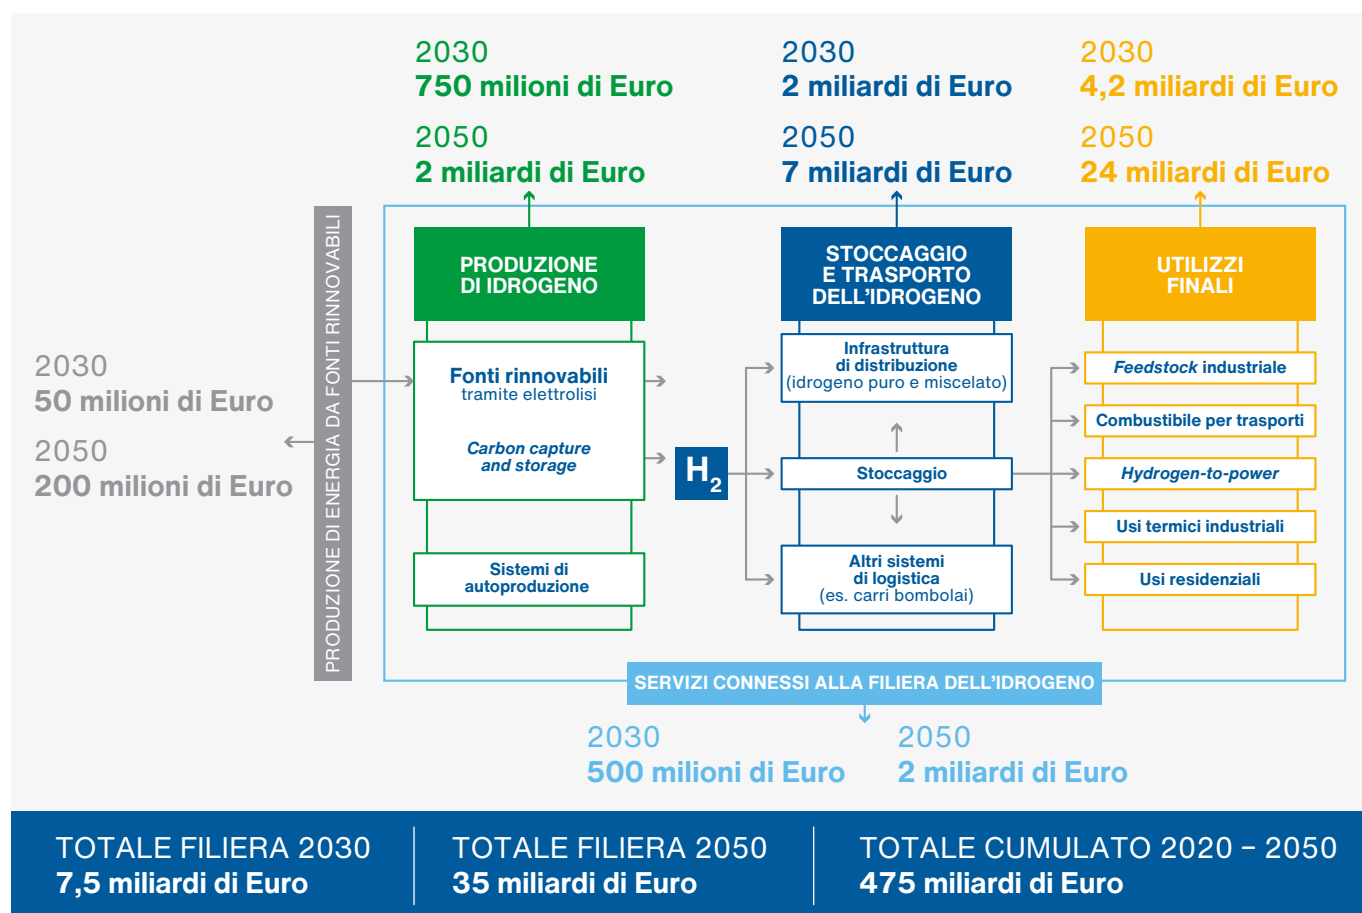 2030
750 milioni di Euro
2050
2 miliardi di Euro
2030
2 miliardi di Euro
2050
7 miliardi di Euro
2030
4,2 miliardi di Euro
2050
24 miliardi di Euro
2030
50 milioni di Euro
2050
200 milioni di Euro
PRODUZIONE DI ENERGIA DA FONTI RINNOVABILI
PRODUZIONE
DI IDROGENO
Fonti rinnovabili
tramite elettrolisi
Carbon capture
and storage
Sistemi di
autoproduzione
H2
STOCCAGGIO
E TRASPORTO
DELL’IDROGENO
Infrastruttura
di distribuzione
(idrogeno puro e miscelato)
Stoccaggio
Altri sistemi
di logistica
(es. carri bombolai)
UTILIZZI
FINALI
Feedstock industriale
Combustibile per trasporti
Hydrogen-to-power
Usi termici industriali
Usi residenziali
SERVIZI CONNESSI ALLA FILIERA DELL’IDROGENO
2030
500 milioni di Euro
2050
2 miliardi di Euro
TOTALE FILIERA 2030
7,5 miliardi di Euro
TOTALE FILIERA 2050
35 miliardi di Euro
TOTALE CUMULATO 2020 – 2050
475 miliardi di Euro